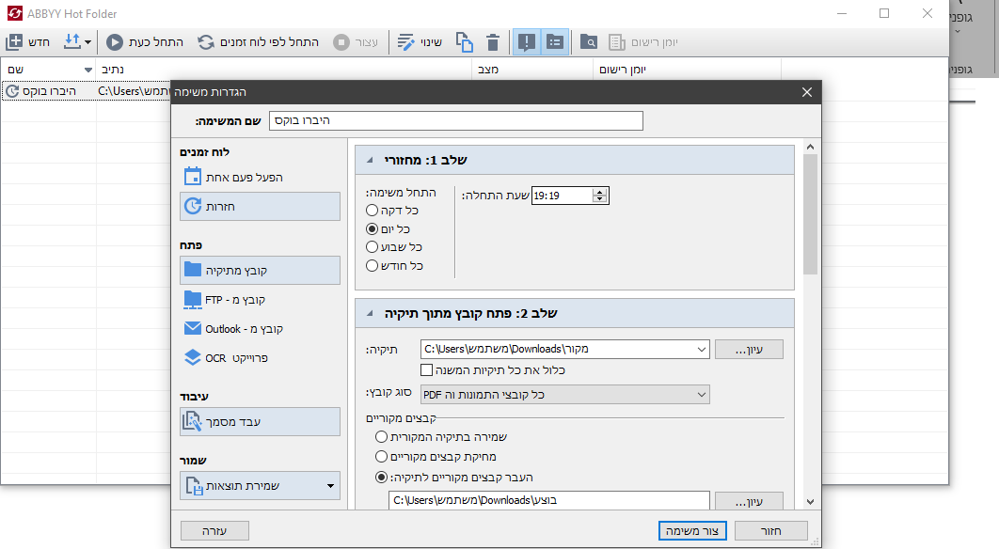 ABBYY Hot Folder
גופני
חדש
התחל כעת
התחל לפי לוח זמנים
עצור
שינוי
יומן רישום
גופני
שם
נתיב
מצב
יומן רישום
היברו בוקס
C:\Users\משתמש
הגדרות משימה
שם המשימה:
היברו בוקס
לוח זמנים
הפעל פעם אחת
חזרות
פתח
קובץ מתיקיה
קובץ מ - FTP
קובץ מ - Outlook
פרוייקט OCR
עיבוד
עבד מסמך
שמור
שמירת תוצאות
שלב 1: מחזורי
התחל משימה:
כל דקה
כל יום
כל שבוע
כל חודש
שעת התחלה:
19:19
שלב 2: פתח קובץ מתוך תיקיה
תיקיה:
C:\Users\משתמש\Downloads\מקור
עיון...
כלול את כל תיקיות המשנה
סוג קובץ:
כל קובצי התמונות וה PDF
קבצים מקוריים
שמירה בתיקיה המקורית
מחיקת קבצים מקוריים
העבר קבצים מקוריים לתיקיה:
C:\Users\משתמש\Downloads\בוצע
עיון...
עזרה
צור משימה
חזור